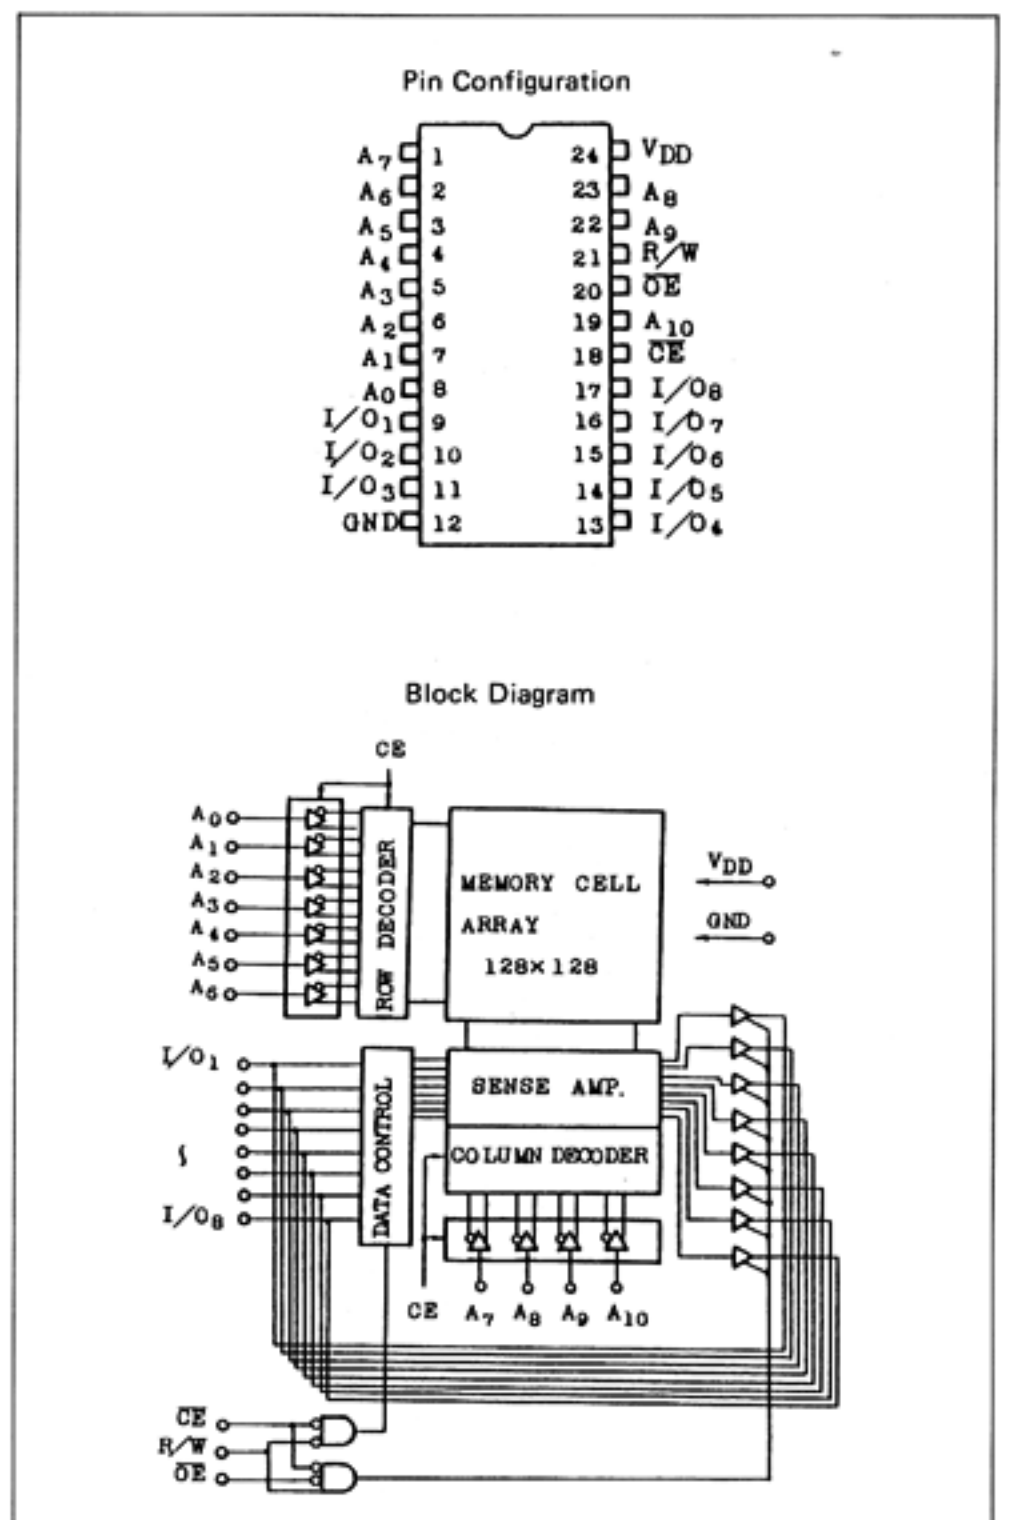 Pin Configuration
A7 1 24 VDD
A6 2 23 A8
A5 3 22 A9
A4 4 21 R/W
A3 5 20 O̅E̅
A2 6 19 A10
A1 7 18 C̅E̅
A0 8 17 I/O8
I/O1 9 16 I/O7
I/O2 10 15 I/O6
I/O3 11 14 I/O5
GND 12 13 I/O4
Block Diagram
CE
A0
A1
A2
A3
A4
A5
A6
ROW DECODER
MEMORY CELL
ARRAY
128×128
VDD
GND
I/O1
∫
I/O8
DATA CONTROL
SENSE AMP.
COLUMN DECODER
CE
A7 A8 A9 A10
C̅E̅
R/W
O̅E̅